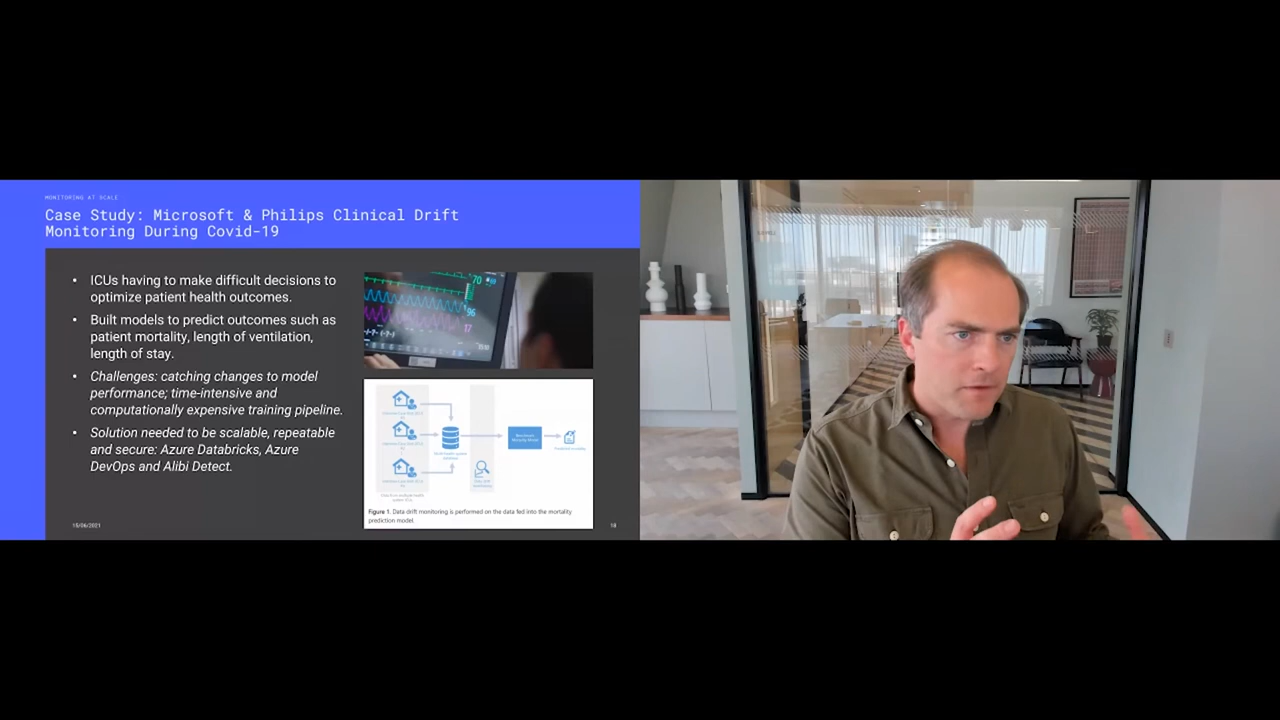 MONITORING AT SCALE
Case Study: Microsoft & Philips Clinical Drift
Monitoring During Covid-19
• ICUs having to make difficult decisions to
optimize patient health outcomes.
• Built models to predict outcomes such as
patient mortality, length of ventilation,
length of stay.
• Challenges: catching changes to model
performance; time-intensive and
computationally expensive training pipeline.
• Solution needed to be scalable, repeatable
and secure: Azure Databricks, Azure
DevOps and Alibi Detect.
70
96
17
Figure 1. Data drift monitoring is performed on the data fed into the mortality
prediction model.
15/06/2021
18